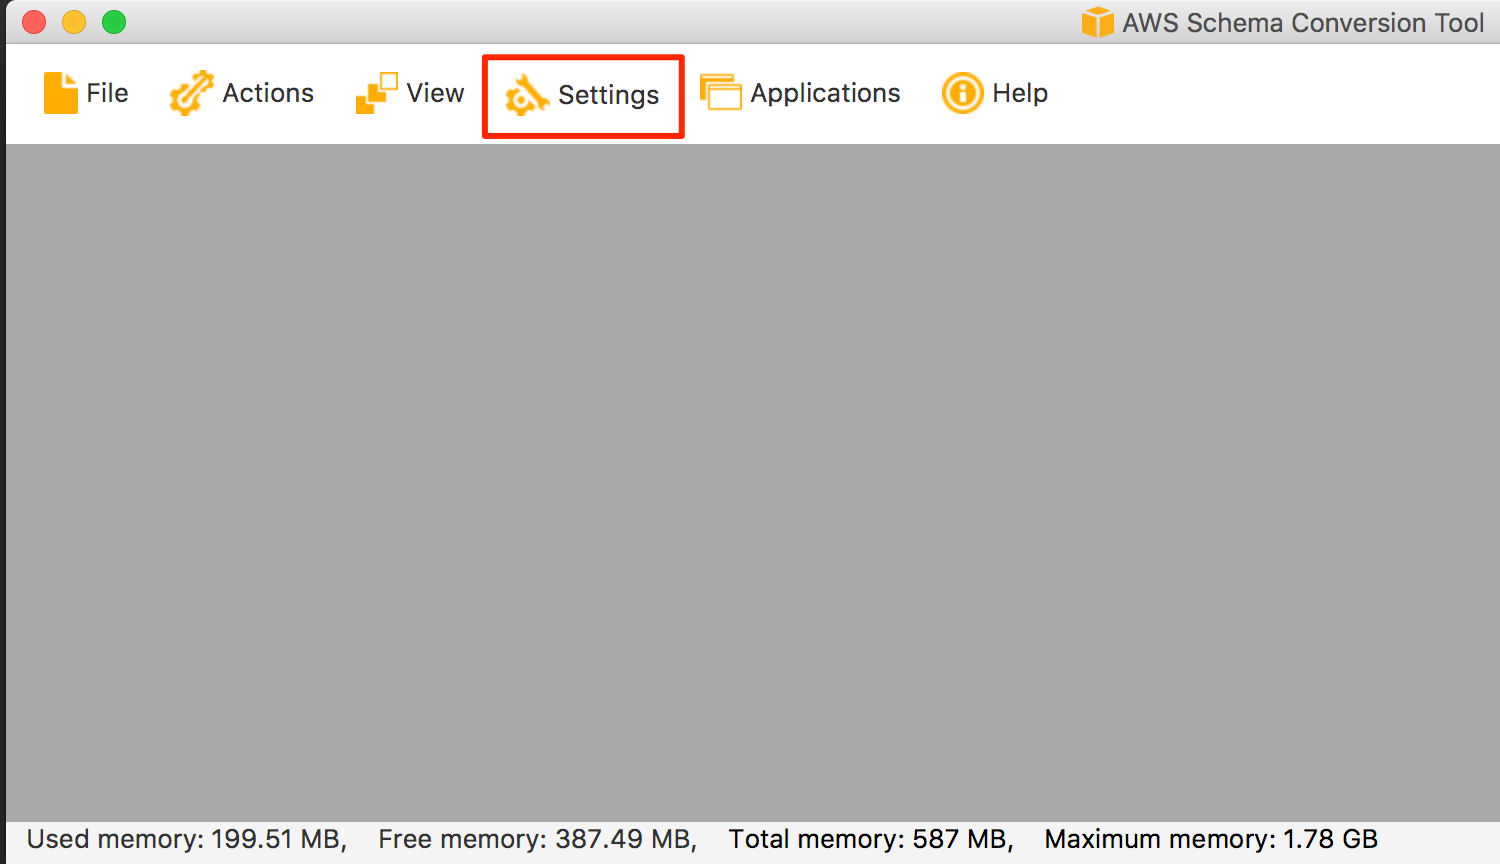 AWS Schema Conversion Tool
File Actions View Settings Applications Help
Used memory: 199.51 MB, Free memory: 387.49 MB, Total memory: 587 MB, Maximum memory: 1.78 GB